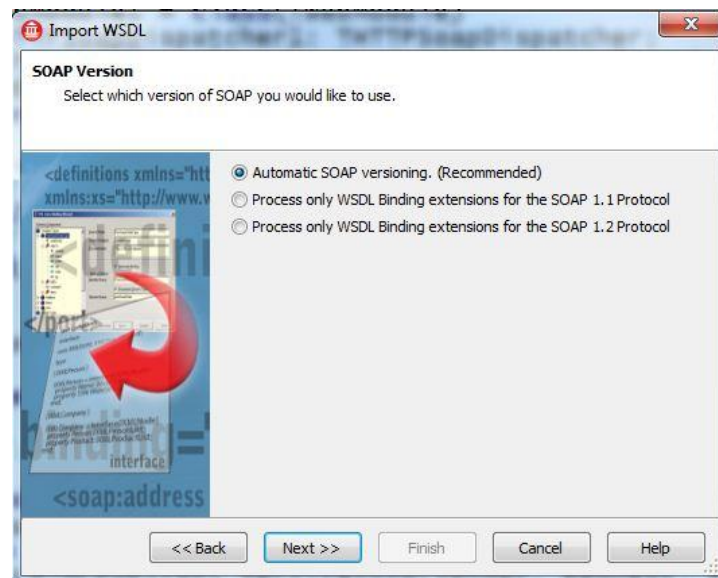 Import WSDL
SOAP Version
Select which version of SOAP you would like to use.
<definitions xmlns="htt
xmlns:xs="http://www.w
Automatic SOAP versioning. (Recommended)
Process only WSDL Binding extensions for the SOAP 1.1 Protocol
Process only WSDL Binding extensions for the SOAP 1.2 Protocol
<defini
</port>
binding="
interface
<soap:address
<< Back
Next >>
Finish
Cancel
Help